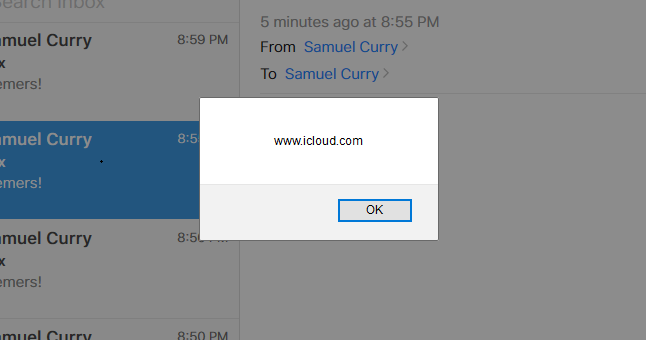 Search Inbox
amuel Curry 8:59 PM
x
emers!
amuel Curry 8:5
x
emers!
amuel Curry 8:50 PM
x
emers!
amuel Curry 8:50 PM
5 minutes ago at 8:55 PM
From Samuel Curry
To Samuel Curry
www.icloud.com
OK